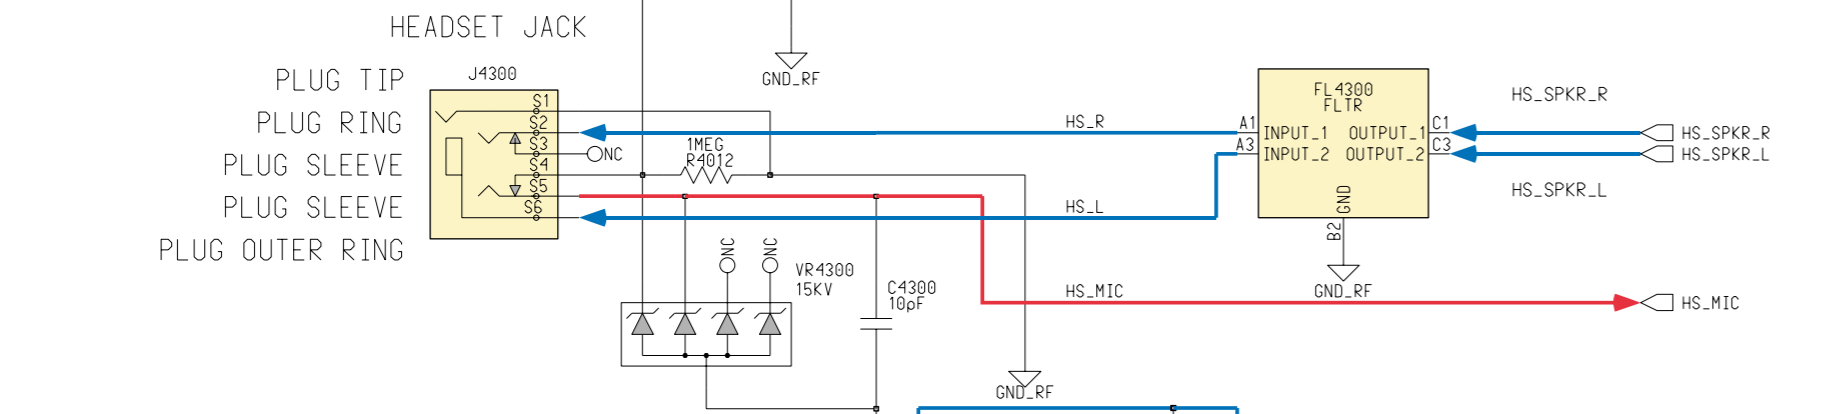 HEADSET JACK
GND_RF
PLUG TIP
J4300
PLUG RING
PLUG SLEEVE
PLUG SLEEVE
PLUG OUTER RING
S1
S2
S3
S4
S5
S6
NC
1MEG
R4012
HS_R
HS_L
HS_MIC
FL4300
FLTR
A1
INPUT_1
OUTPUT_1
C1
A3
INPUT_2
OUTPUT_2
C3
GND
B2
GND_RF
HS_SPKR_R
HS_SPKR_R
HS_SPKR_L
HS_SPKR_L
NC
NC
VR4300
15KV
C4300
10pF
HS_MIC
GND_RF